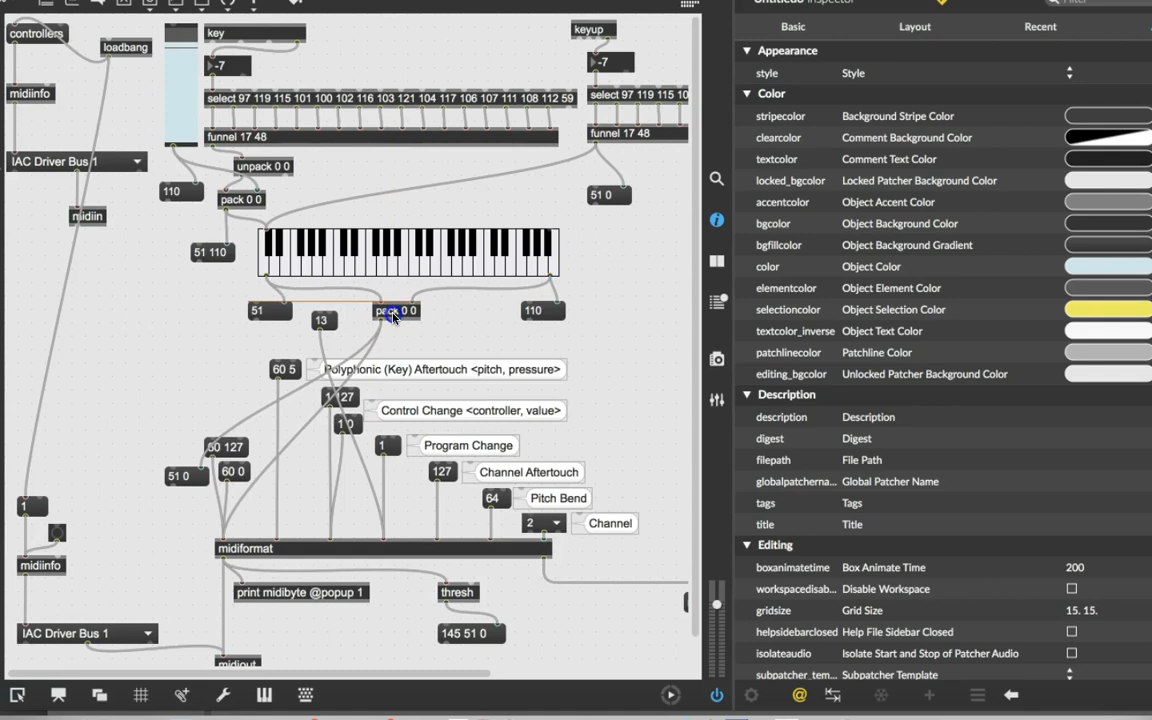 Inspector
Filter
Basic
Layout
Recent
controllers
loadbang
key
keyup
-7
-7
midiinfo
select 97 119 115 101 100 102 116 103 121 104 117 106 107 111 108 112 59
select 97 119 115 10
funnel 17 48
funnel 17 48
IAC Driver Bus 1
unpack 0 0
110
pack 0 0
51 0
midiin
51 110
51
13
pack 0 0
110
60 5
Polyphonic (Key) Aftertouch <pitch, pressure>
1 127
Control Change <controller, value>
1 0
60 127
1
Program Change
51 0
60 0
127
Channel Aftertouch
64
Pitch Bend
1
2
Channel
midiformat
midiinfo
print midibyte @popup 1
thresh
IAC Driver Bus 1
145 51 0
midiout
Appearance
style
Style
Color
stripecolor
Background Stripe Color
clearcolor
Comment Background Color
textcolor
Comment Text Color
locked_bgcolor
Locked Patcher Background Color
accentcolor
Object Accent Color
bgcolor
Object Background Color
bgfillcolor
Object Background Gradient
color
Object Color
elementcolor
Object Element Color
selectioncolor
Object Selection Color
textcolor_inverse
Object Text Color
patchlinecolor
Patchline Color
editing_bgcolor
Unlocked Patcher Background Color
Description
description
Description
digest
Digest
filepath
File Path
globalpatcherna...
Global Patcher Name
tags
Tags
title
Title
Editing
boxanimatetime
Box Animate Time
200
workspacedisab...
Disable Workspace
gridsize
Grid Size
15. 15.
helpsidebarclosed
Help File Sidebar Closed
isolateaudio
Isolate Start and Stop of Patcher Audio
subpatcher_tem...
Subpatcher Template